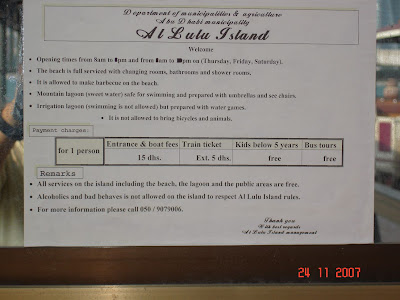 Department of municipalities & agriculture
Abu Dhabi municipality
Al Lulu Island
Welcome
• Opening times from 8am to pm and from 8am to pm on (Thursday, Friday, Saturday).
• The beach is full serviced with changing rooms, bathrooms and shower rooms.
• It is allowed to make barbecue on the beach.
• Mountain lagoon (sweet water) safe for swimming and prepared with umbrellas and see chairs.
• Irrigation lagoon (swimming is not allowed) but prepared with water games.
• It is not allowed to bring bicycles and animals.
Payment charges:
for 1 person Entrance & boat fees Train ticket Kids below 5 years Bus tours
15 dhs. Ext. 5 dhs. free free
Remarks
• All services on the island including the beach, the lagoon and the public areas are free.
• Alcoholics and bad behaves is not allowed on the island to respect Al Lulu Island rules.
• For more information please call 050 / 9079006.
Thank you
With best regards
Al Lulu Island management
24 11 2007